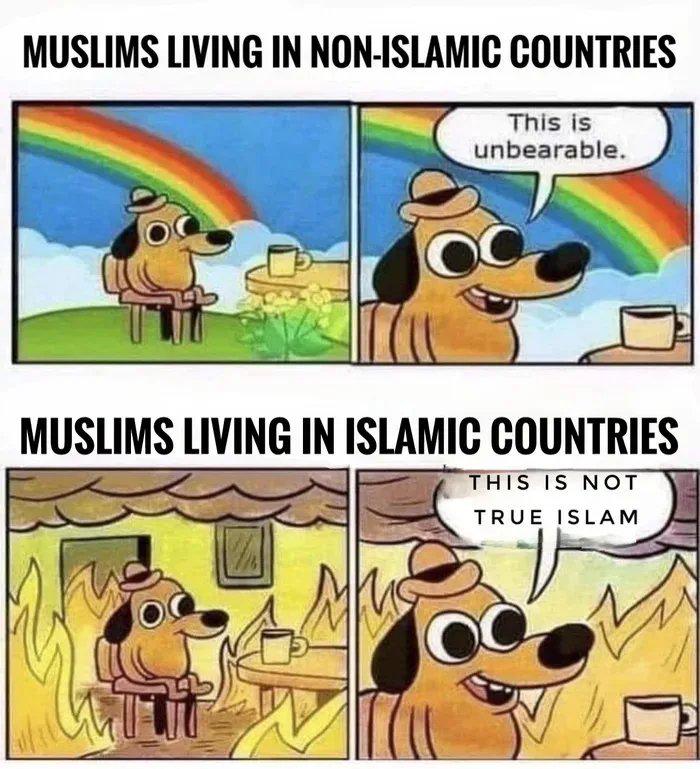 MUSLIMS LIVING IN NON-ISLAMIC COUNTRIES
This is
unbearable.
MUSLIMS LIVING IN ISLAMIC COUNTRIES
THIS IS NOT
TRUE ISLAM